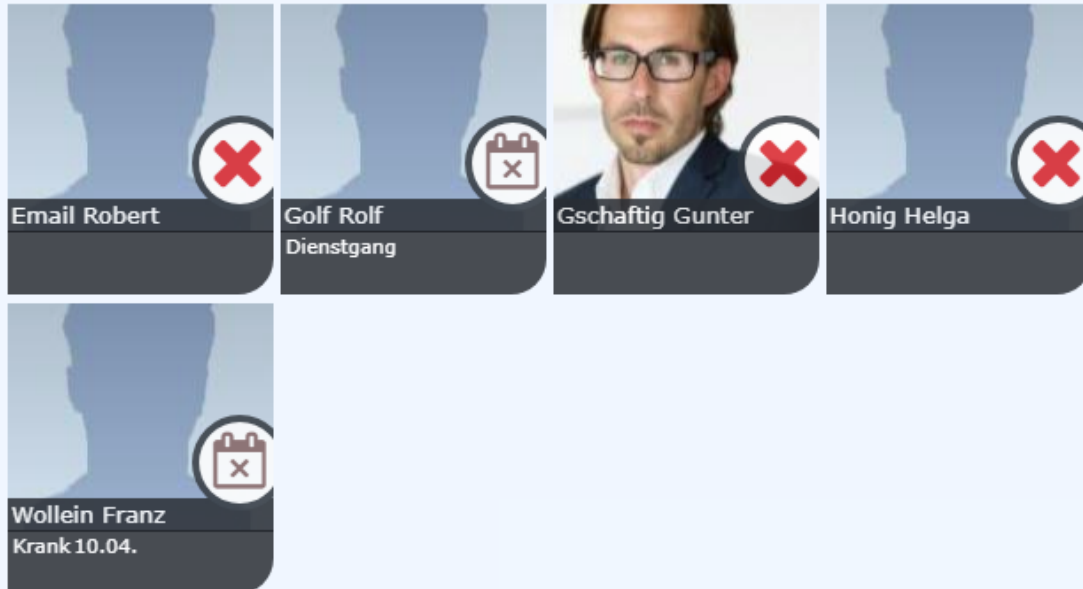 Email Robert
Golf Rolf
Dienstgang
Gschaftig Gunter
Honig Helga
Wollein Franz
Krank 10.04.